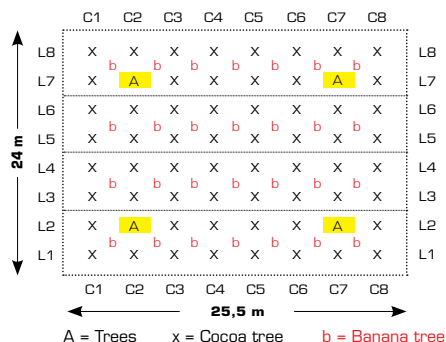 C1 C2 C3 C4 C5 C6 C7 C8
L8 X X X X X X X X L8
b b b b b b b
L7 X A X X X X A X L7
L6 X X X X X X X X L6
b b b b b b b
L5 X X X X X X X X L5
L4 X X X X X X X X L4
b b b b b b b
L3 X X X X X X X X L3
L2 X A X X X X A X L2
b b b b b b b
L1 X X X X X X X X L1
24 m
C1 C2 C3 C4 C5 C6 C7 C8
25,5 m
A = Trees x = Cocoa tree b = Banana tree